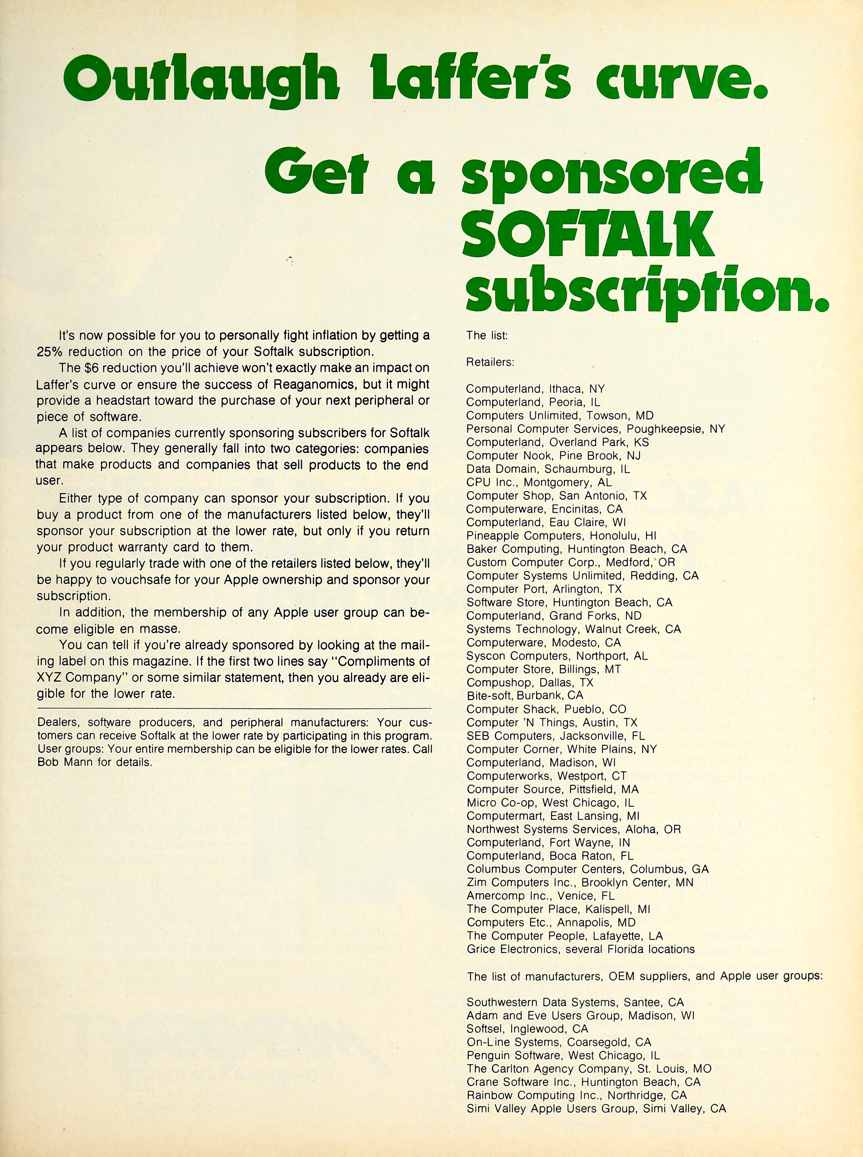 Outlaugh Laffer's curve.
Get a sponsored
SOFTALK
subscription.
It's now possible for you to personally fight inflation by getting a
25% reduction on the price of your Softalk subscription.
The $6 reduction you'll achieve won't exactly make an impact on
Laffer's curve or ensure the success of Reaganomics, but it might
provide a headstart toward the purchase of your next peripheral or
piece of software.
A list of companies currently sponsoring subscribers for Softalk
appears below. They generally fall into two categories: companies
that make products and companies that sell products to the end
user.
Either type of company can sponsor your subscription. If you
buy a product from one of the manufacturers listed below, they'll
sponsor your subscription at the lower rate, but only if you return
your product warranty card to them.
If you regularly trade with one of the retailers listed below, they'll
be happy to vouchsafe for your Apple ownership and sponsor your
subscription.
In addition, the membership of any Apple user group can be-
come eligible en masse.
You can tell if you're already sponsored by looking at the mail-
ing label on this magazine. If the first two lines say "Compliments of
XYZ Company" or some similar statement, then you already are eli-
gible for the lower rate.
Dealers, software producers, and peripheral manufacturers: Your cus-
tomers can receive Softalk at the lower rate by participating in this program.
User groups: Your entire membership can be eligible for the lower rates. Call
Bob Mann for details.
The list:
Retailers:
Computerland, Ithaca, NY
Computerland, Peoria, IL
Computers Unlimited, Towson, MD
Personal Computer Services, Poughkeepsie, NY
Computerland, Overland Park, KS
Computer Nook, Pine Brook, NJ
Data Domain, Schaumburg, IL
CPU Inc., Montgomery, AL
Computer Shop, San Antonio, TX
Computerware, Encinitas, CA
Computerland, Eau Claire, WI
Pineapple Computers, Honolulu, HI
Baker Computing, Huntington Beach, CA
Custom Computer Corp., Medford, OR
Computer Systems Unlimited, Redding, CA
Computer Port, Arlington, TX
Software Store, Huntington Beach, CA
Computerland, Grand Forks, ND
Systems Technology, Walnut Creek, CA
Computerware, Modesto, CA
Syscon Computers, Northport, AL
Computer Store, Billings, MT
Compushop, Dallas, TX
Bite-soft, Burbank, CA
Computer Shack, Pueblo, CO
Computer 'N Things, Austin, TX
SEB Computers, Jacksonville, FL
Computer Corner, White Plains, NY
Computerland, Madison, WI
Computerworks, Westport, CT
Computer Source, Pittsfield, MA
Micro Co-op, West Chicago, IL
Computermart, East Lansing, MI
Northwest Systems Services, Aloha, OR
Computerland, Fort Wayne, IN
Computerland, Boca Raton, FL
Columbus Computer Centers, Columbus, GA
Zim Computers Inc., Brooklyn Center, MN
Amercomp Inc., Venice, FL
The Computer Place, Kalispell, MI
Computers Etc., Annapolis, MD
The Computer People, Lafayette, LA
Grice Electronics, several Florida locations
The list of manufacturers, OEM suppliers, and Apple user groups:
Southwestern Data Systems, Santee, CA
Adam and Eve Users Group, Madison, WI
Softsel, Inglewood, CA
On-Line Systems, Coarsegold, CA
Penguin Software, West Chicago, IL
The Carlton Agency Company, St. Louis, MO
Crane Software Inc., Huntington Beach, CA
Rainbow Computing Inc., Northridge, CA
Simi Valley Apple Users Group, Simi Valley, CA